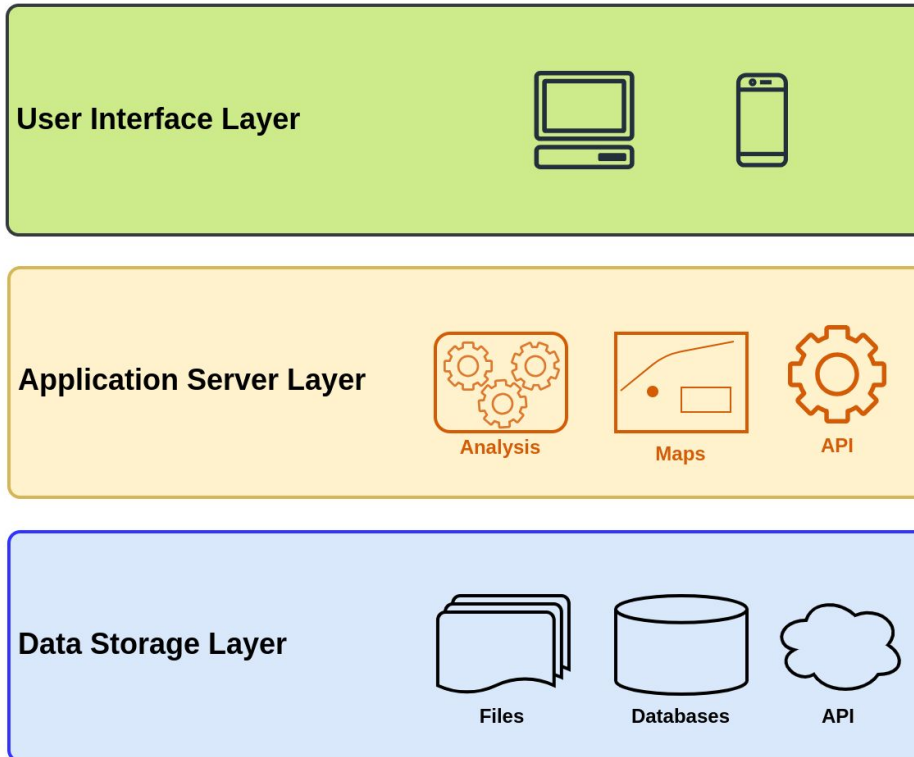 User Interface Layer
Application Server Layer
Analysis
Maps
API
Data Storage Layer
Files
Databases
API